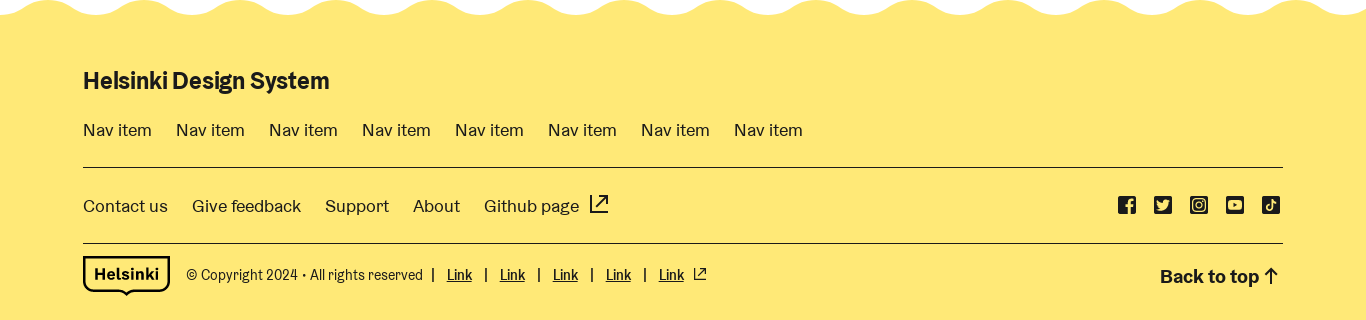 Helsinki Design System
Nav item Nav item Nav item Nav item Nav item Nav item Nav item Nav item
Contact us Give feedback Support About Github page
Helsinki © Copyright 2024 • All rights reserved | Link | Link | Link | Link | Link Back to top